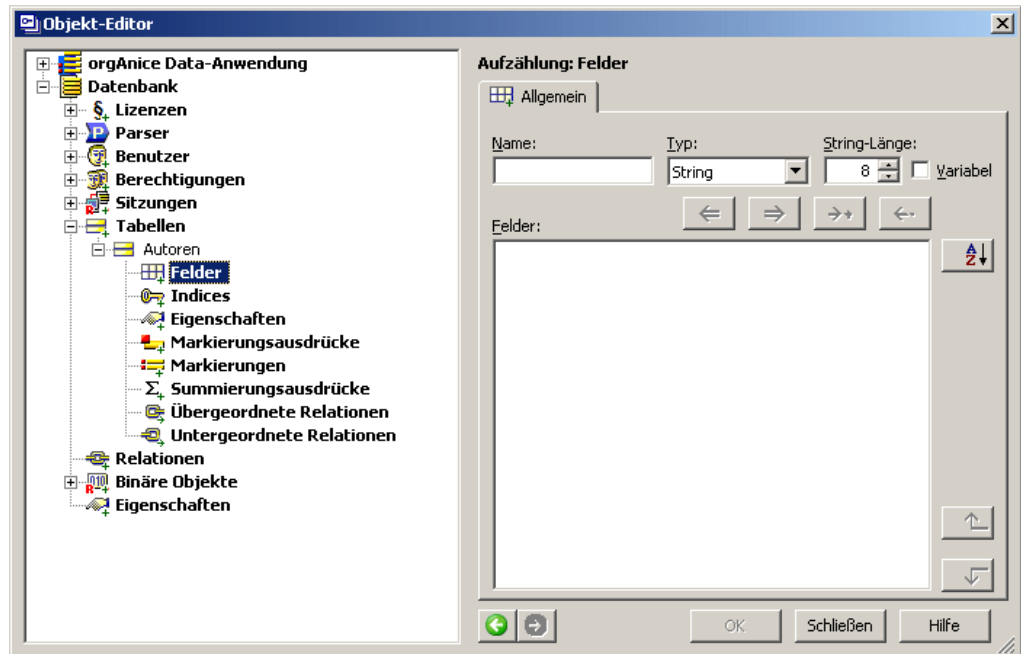 Objekt-Editor
orgAnice Data-Anwendung
Datenbank
Lizenzen
Parser
Benutzer
Berechtigungen
Sitzungen
Tabellen
Autoren
Felder
Indices
Eigenschaften
Markierungsausdrücke
Markierungen
Summierungsausdrücke
Übergeordnete Relationen
Untergeordnete Relationen
Relationen
Binäre Objekte
Eigenschaften
Aufzählung: Felder
Allgemein
Name: Typ: String-Länge:
String 8 Variabel
Felder:
OK Schließen Hilfe